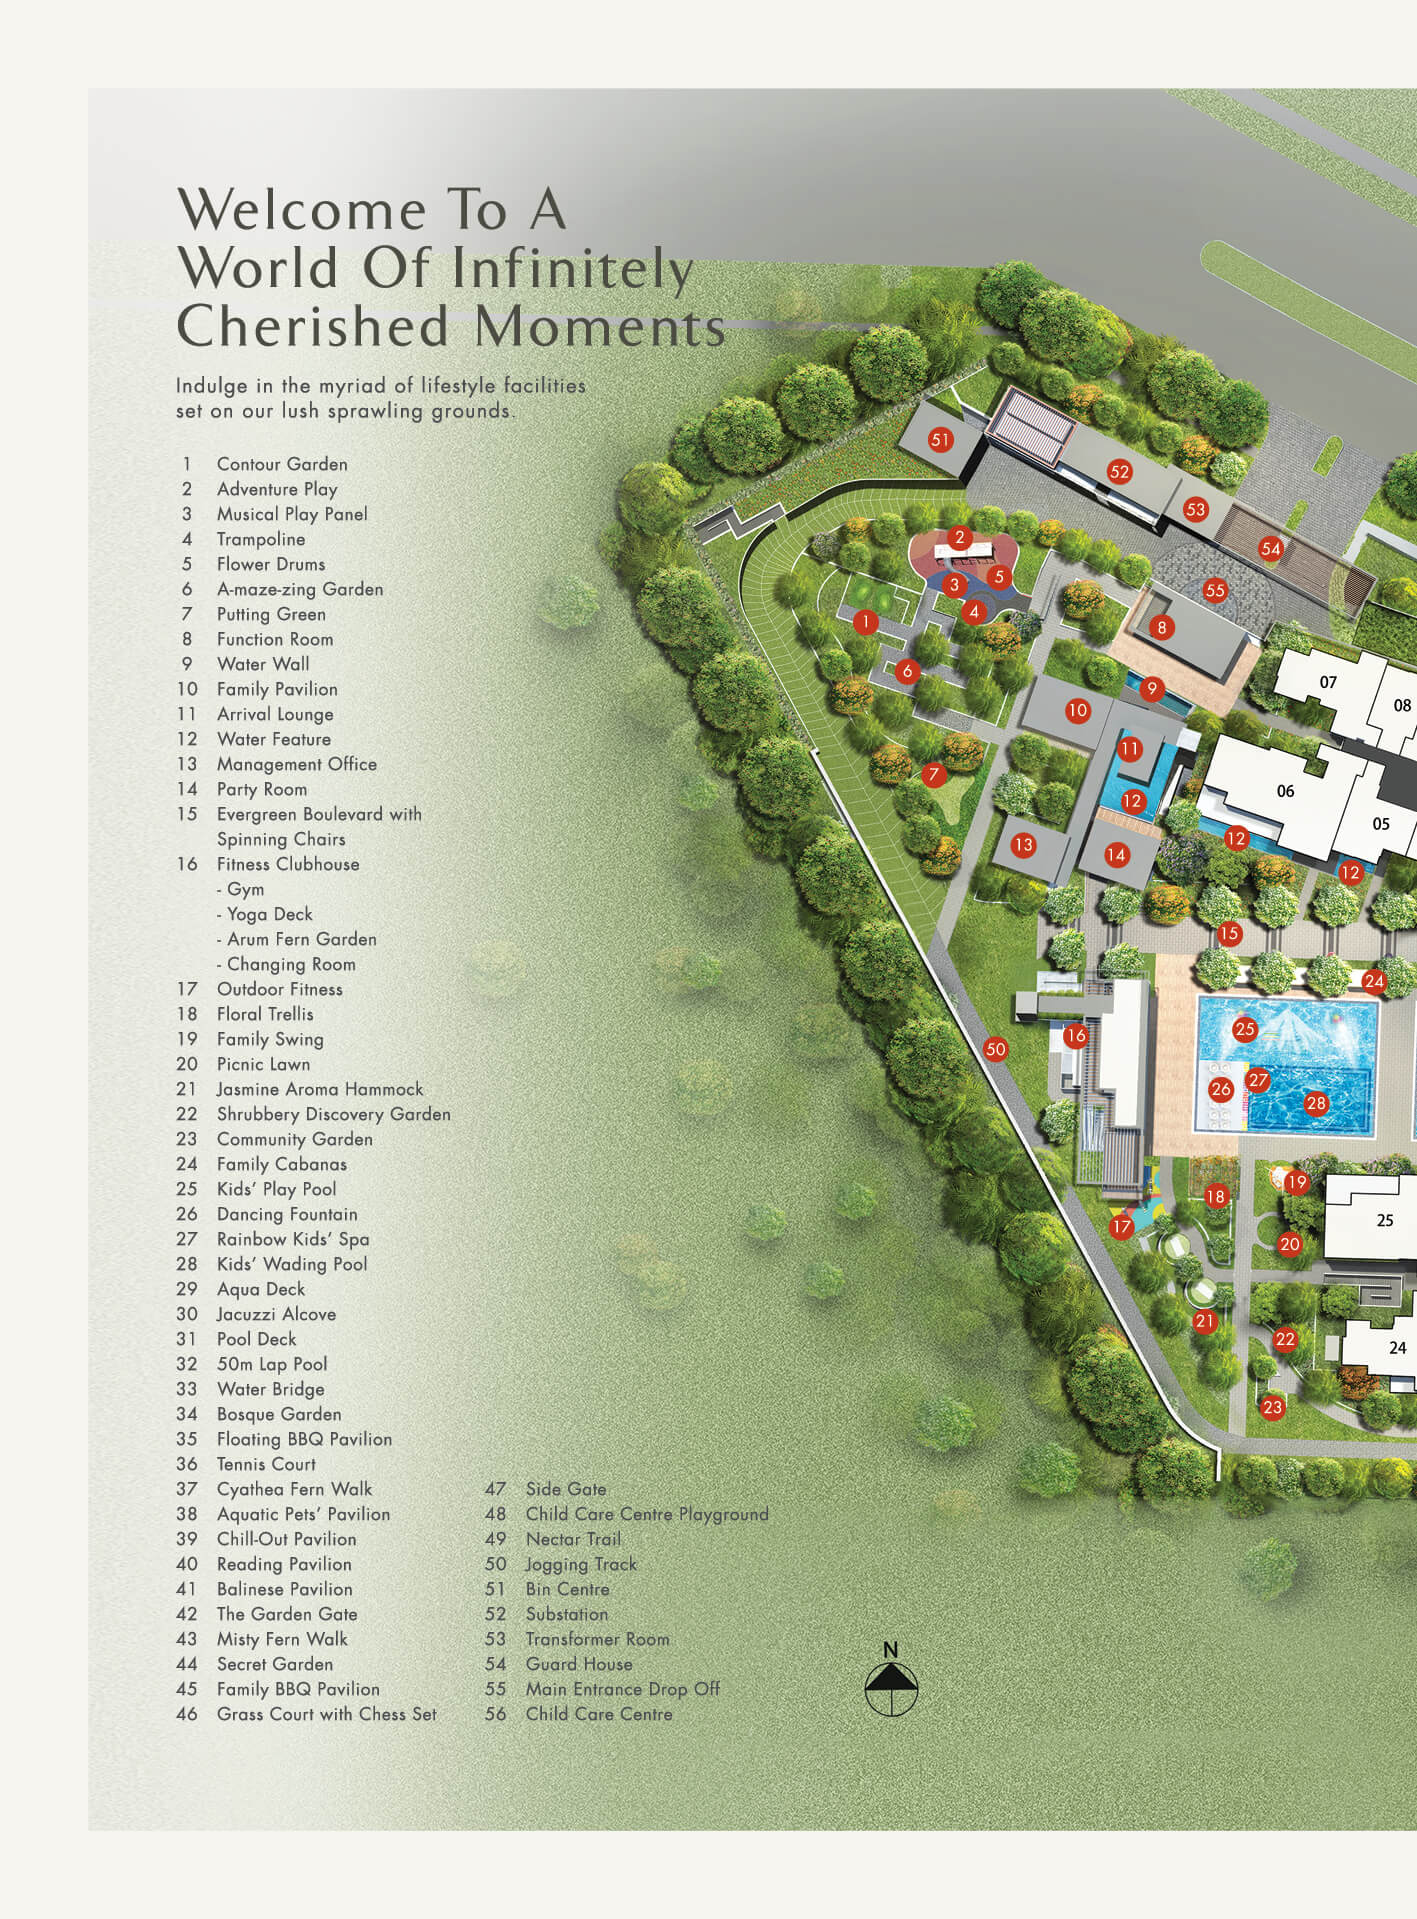 Welcome To A
World Of Infinitely
Cherished Moments
Indulge in the myriad of lifestyle facilities
set on our lush sprawling grounds.
1 Contour Garden
2 Adventure Play
3 Musical Play Panel
4 Trampoline
5 Flower Drums
6 A-maze-zing Garden
7 Putting Green
8 Function Room
9 Water Wall
10 Family Pavilion
11 Arrival Lounge
12 Water Feature
13 Management Office
14 Party Room
15 Evergreen Boulevard with
Spinning Chairs
16 Fitness Clubhouse
- Gym
- Yoga Deck
- Arum Fern Garden
- Changing Room
17 Outdoor Fitness
18 Floral Trellis
19 Family Swing
20 Picnic Lawn
21 Jasmine Aroma Hammock
22 Shrubbery Discovery Garden
23 Community Garden
24 Family Cabanas
25 Kids' Play Pool
26 Dancing Fountain
27 Rainbow Kids' Spa
28 Kids' Wading Pool
29 Aqua Deck
30 Jacuzzi Alcove
31 Pool Deck
32 50m Lap Pool
33 Water Bridge
34 Bosque Garden
35 Floating BBQ Pavilion
36 Tennis Court
37 Cyathea Fern Walk
38 Aquatic Pets' Pavilion
39 Chill-Out Pavilion
40 Reading Pavilion
41 Balinese Pavilion
42 The Garden Gate
43 Misty Fern Walk
44 Secret Garden
45 Family BBQ Pavilion
46 Grass Court with Chess Set
47 Side Gate
48 Child Care Centre Playground
49 Nectar Trail
50 Jogging Track
51 Bin Centre
52 Substation
53 Transformer Room
54 Guard House
55 Main Entrance Drop Off
56 Child Care Centre
N
51
52
53
54
2
55
3
5
4
1
8
6
07
9
08
10
11
7
06
12
05
12
13
14
12
15
24
25
50
16
27
26
28
19
18
25
17
20
21
22
24
23